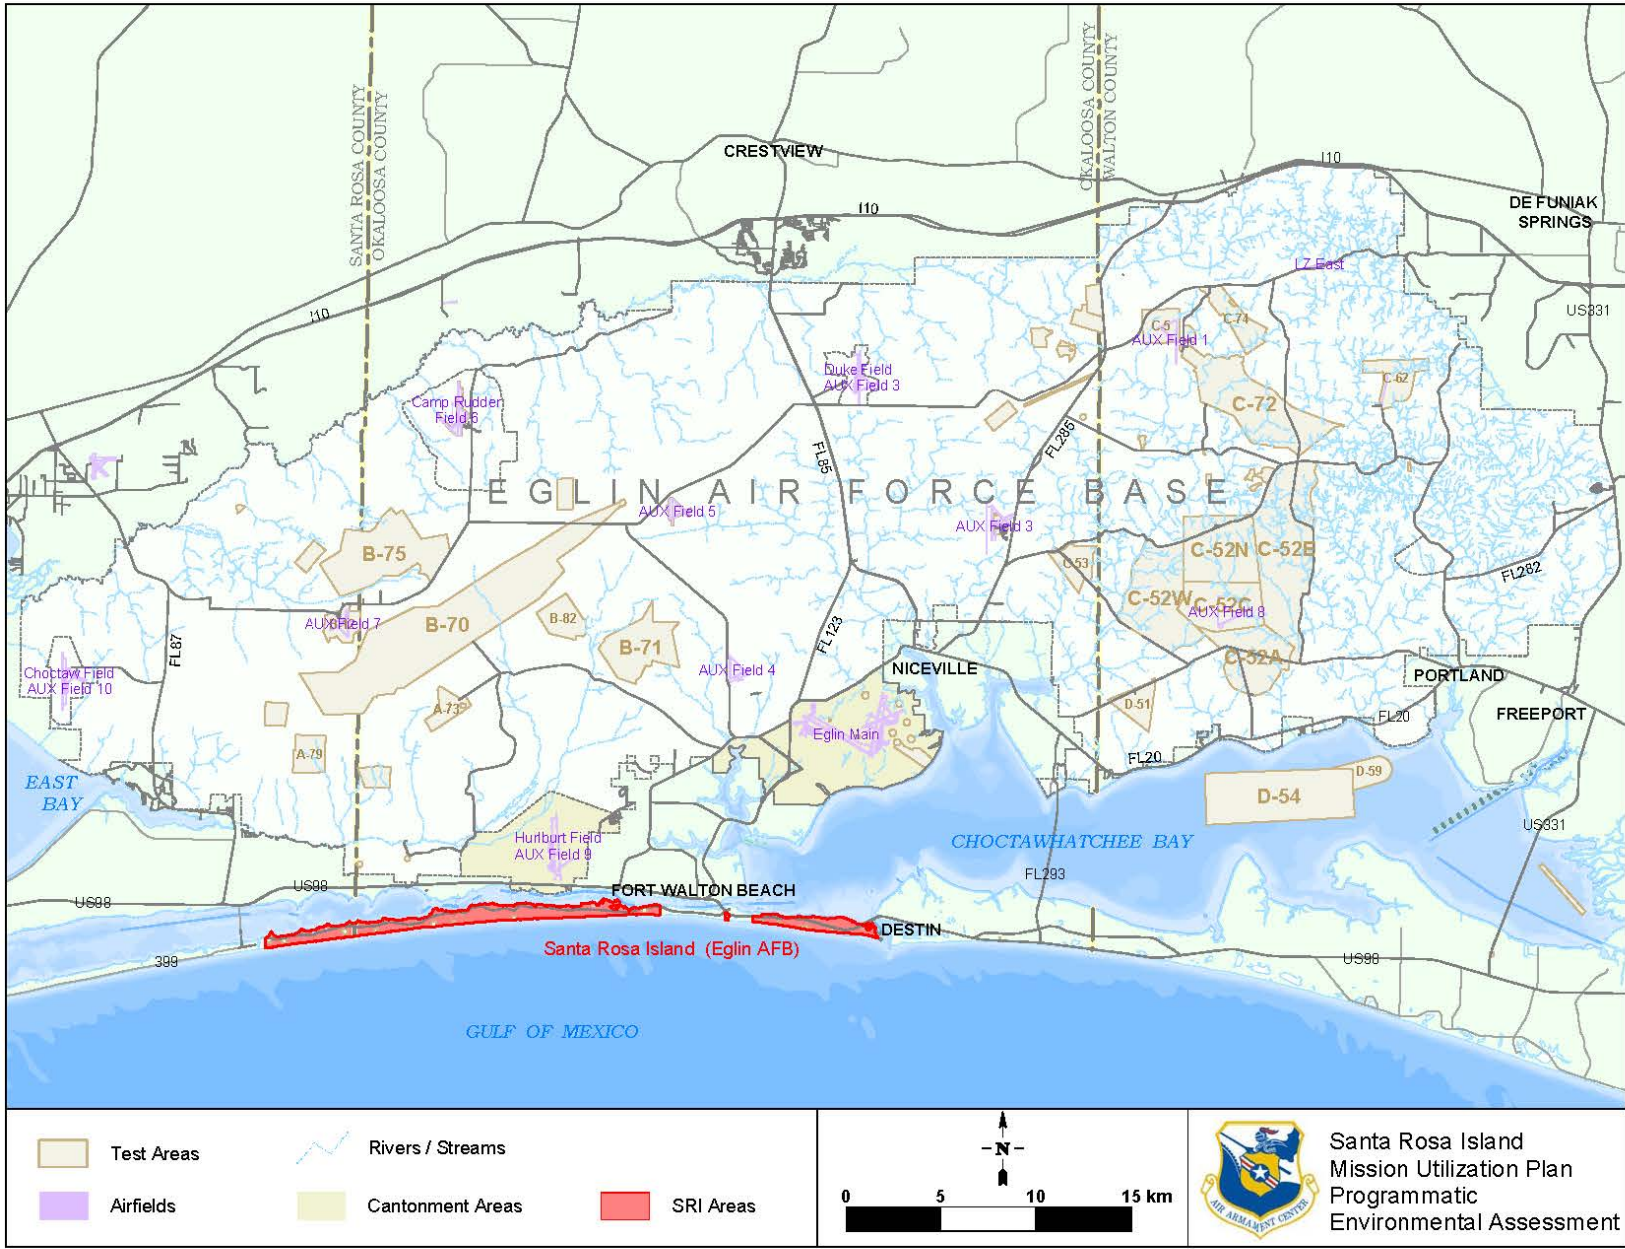 SANTA ROSA COUNTY
OKALOOSA COUNTY
OKALOOSA COUNTY
WALTON COUNTY
CRESTVIEW
I10
I10
I10
DE FUNIAK
SPRINGS
LZ East
US331
C-5
C-74
AUX Field 1
Duke Field
AUX Field 3
C-62
Camp Rudden
Field 6
C-72
FL85
FL285
EGLIN AIR FORCE BASE
AUX Field 5
AUX Field 3
B-75
C-52N
C-52E
C-53
FL282
C-52W
C-52C
AUX Field 8
AUX Field 7
B-70
B-82
B-71
FL123
FL87
C-52A
Choctaw Field
AUX Field 10
AUX Field 4
NICEVILLE
PORTLAND
A-73
D-51
FREEPORT
FL20
Eglin Main
A-79
FL20
EAST
BAY
D-59
D-54
US331
Hurlburt Field
AUX Field 9
CHOCTAWHATCHEE BAY
FL293
US98
FORT WALTON BEACH
US98
DESTIN
Santa Rosa Island (Eglin AFB)
399
US98
GULF OF MEXICO
Test Areas
Rivers / Streams
Airfields
Cantonment Areas
SRI Areas
N
0 5 10 15 km
AIR ARMAMENT CENTER
Santa Rosa Island
Mission Utilization Plan
Programmatic
Environmental Assessment